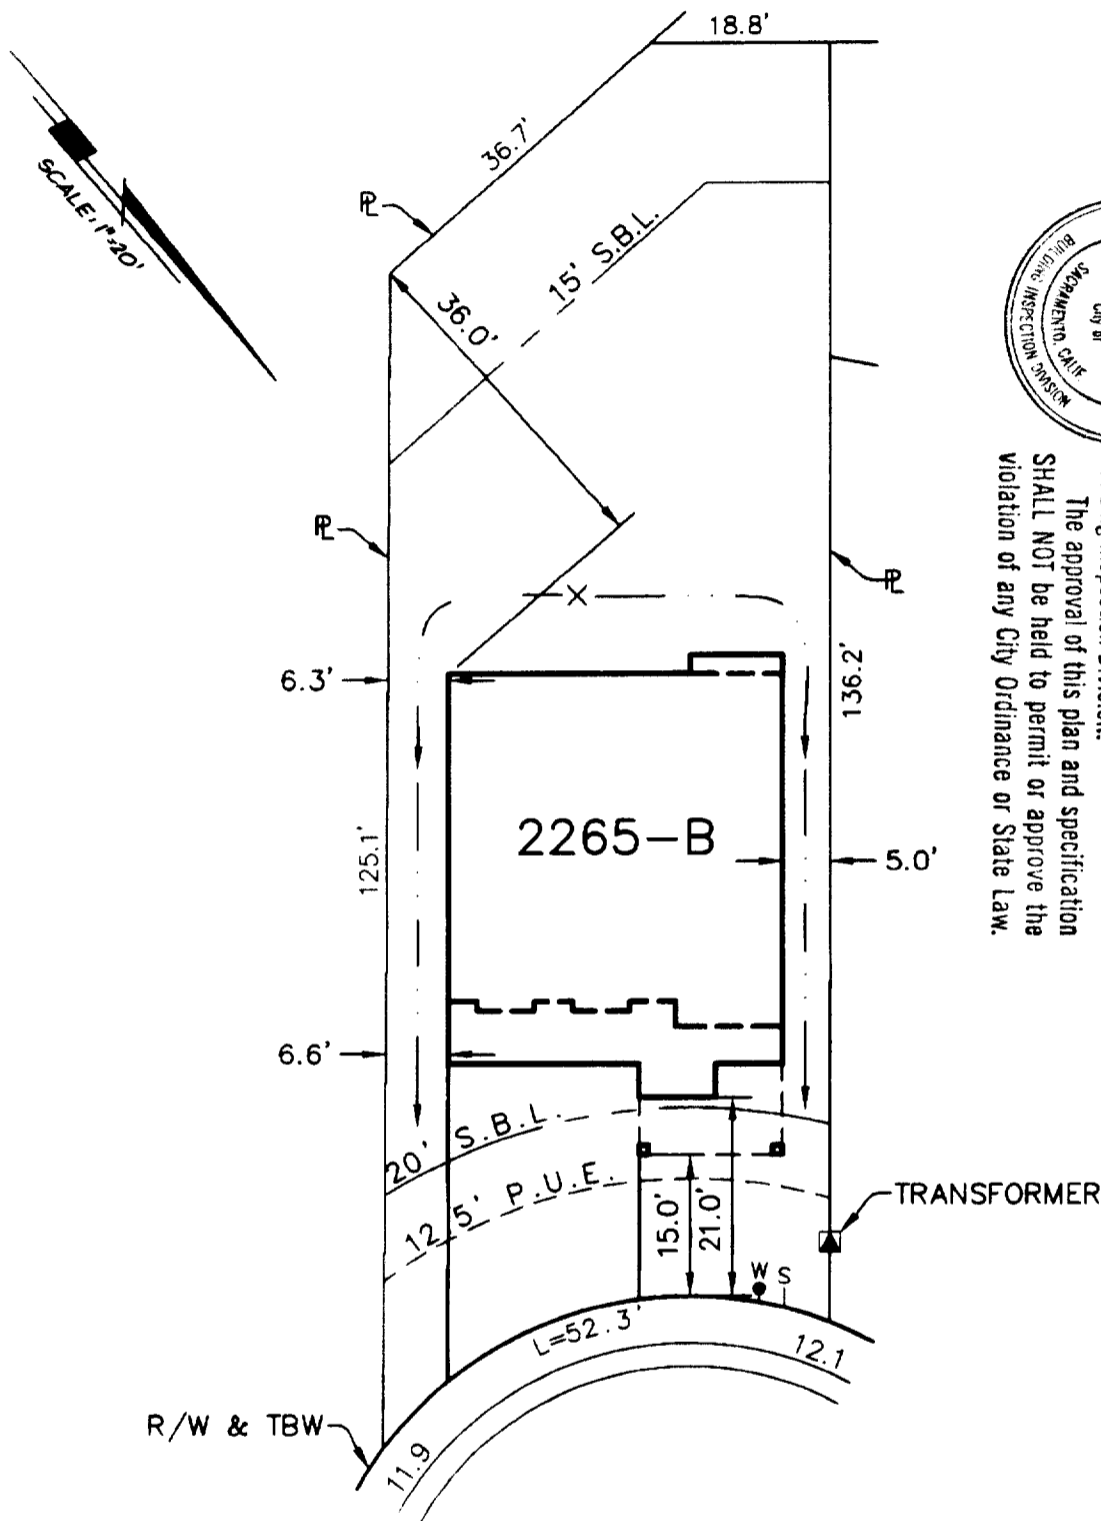 18.8'
36.7'
SCALE: 1"=20'
PL
15' S.B.L.
36.0'
BUILDING INSPECTION DIVISION
SACRAMENTO, CALIF.
City of
The approval of this plan and specification
SHALL NOT be held to permit or approve the
violation of any City Ordinance or State Law.
PL
PL
6.3'
136.2'
2265-B
125.1'
5.0'
6.6'
20' S.B.L.
12.5' P.U.E.
TRANSFORMER
15.0'
21.0'
W S
L=52.3'
12.1
R/W & TBW
11.9